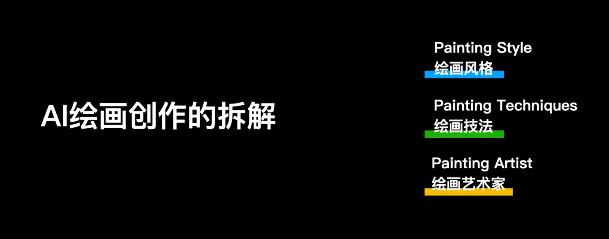 AI绘画创作的拆解
Painting Style
绘画风格
Painting Techniques
绘画技法
Painting Artist
绘画艺术家